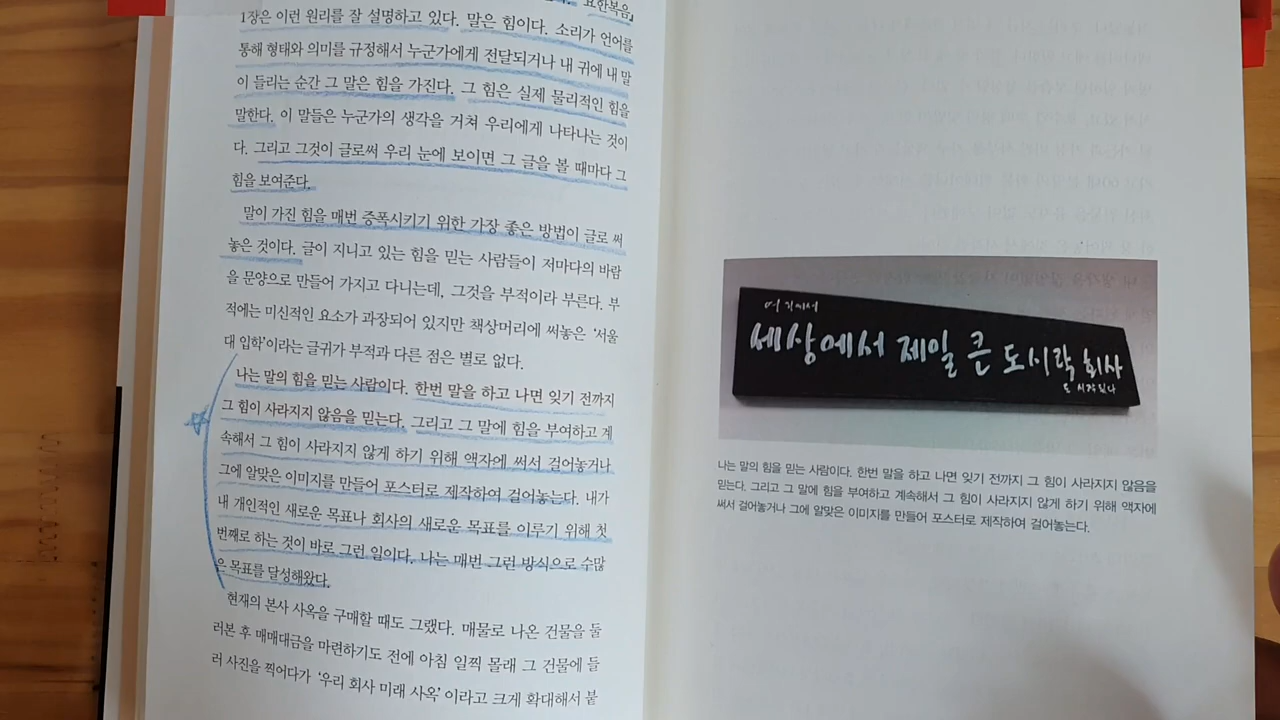 요한복음』
1장은 이런 원리를 잘 설명하고 있다. 말은 힘이다. 소리가 언어를
통해 형태와 의미를 규정해서 누군가에게 전달되거나 내 귀에 내 말
이 들리는 순간 그 말은 힘을 가진다. 그 힘은 실제 물리적인 힘을
말한다. 이 말들은 누군가의 생각을 거쳐 우리에게 나타나는 것이
다. 그리고 그것이 글로써 우리 눈에 보이면 그 글을 볼 때마다 그
힘을 보여준다.
말이 가진 힘을 매번 증폭시키기 위한 가장 좋은 방법이 글로 써
놓은 것이다. 글이 지니고 있는 힘을 믿는 사람들이 저마다의 바람
을 문양으로 만들어 가지고 다니는데, 그것을 부적이라 부른다. 부
적에는 미신적인 요소가 과장되어 있지만 책상머리에 써놓은 '서울
대 입학'이라는 글귀가 부적과 다른 점은 별로 없다.
나는 말의 힘을 믿는 사람이다. 한번 말을 하고 나면 잊기 전까지
그 힘이 사라지지 않음을 믿는다. 그리고 그 말에 힘을 부여하고 계
속해서 그 힘이 사라지지 않게 하기 위해 액자에 써서 걸어놓거나
그에 알맞은 이미지를 만들어 포스터로 제작하여 걸어놓는다. 내가
내 개인적인 새로운 목표나 회사의 새로운 목표를 이루기 위해 첫
번째로 하는 것이 바로 그런 일이다. 나는 매번 그런 방식으로 수많
은 목표를 달성해왔다.
현재의 본사 사옥을 구매할 때도 그랬다. 매물로 나온 건물을 둘
러본 후 매매대금을 마련하기도 전에 아침 일찍 몰래 그 건물에 들
러 사진을 찍어다가 '우리 회사 미래 사옥'이라고 크게 확대해서 붙
여기에서
세상에서 제일 큰 도시락 회사
도 시작된다
나는 말의 힘을 믿는 사람이다. 한번 말을 하고 나면 잊기 전까지 그 힘이 사라지지 않음을
믿는다. 그리고 그 말에 힘을 부여하고 계속해서 그 힘이 사라지지 않게 하기 위해 액자에
써서 걸어놓거나 그에 알맞은 이미지를 만들어 포스터로 제작하여 걸어놓는다.